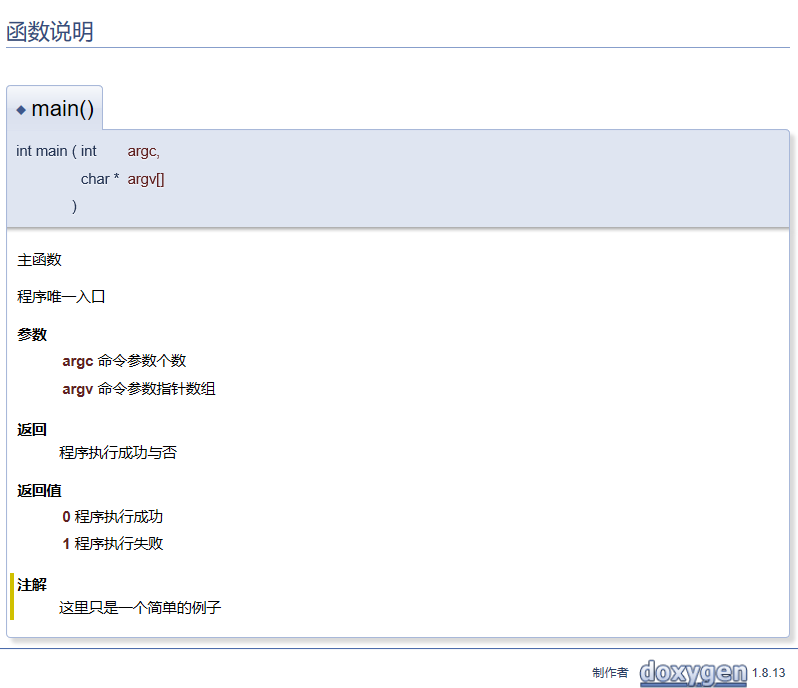 函数说明
◆ main()
int main ( int argc,
char * argv[]
)
主函数
程序唯一入口
参数
argc 命令参数个数
argv 命令参数指针数组
返回
程序执行成功与否
返回值
0 程序执行成功
1 程序执行失败
注解
这里只是一个简单的例子
制作者 doxygen 1.8.13